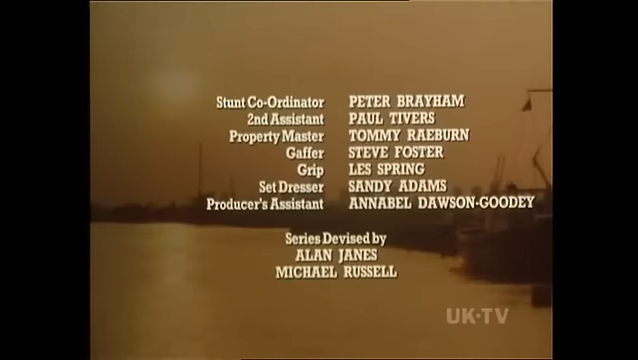 Stunt Co-Ordinator PETER BRAYHAM
2nd Assistant PAUL TIVERS
Property Master TOMMY RAEBURN
Gaffer STEVE FOSTER
Grip LES SPRING
Set Dresser SANDY ADAMS
Producer's Assistant ANNABEL DAWSON-GOODEY
Series Devised by
ALAN JANES
MICHAEL RUSSELL
UK·TV